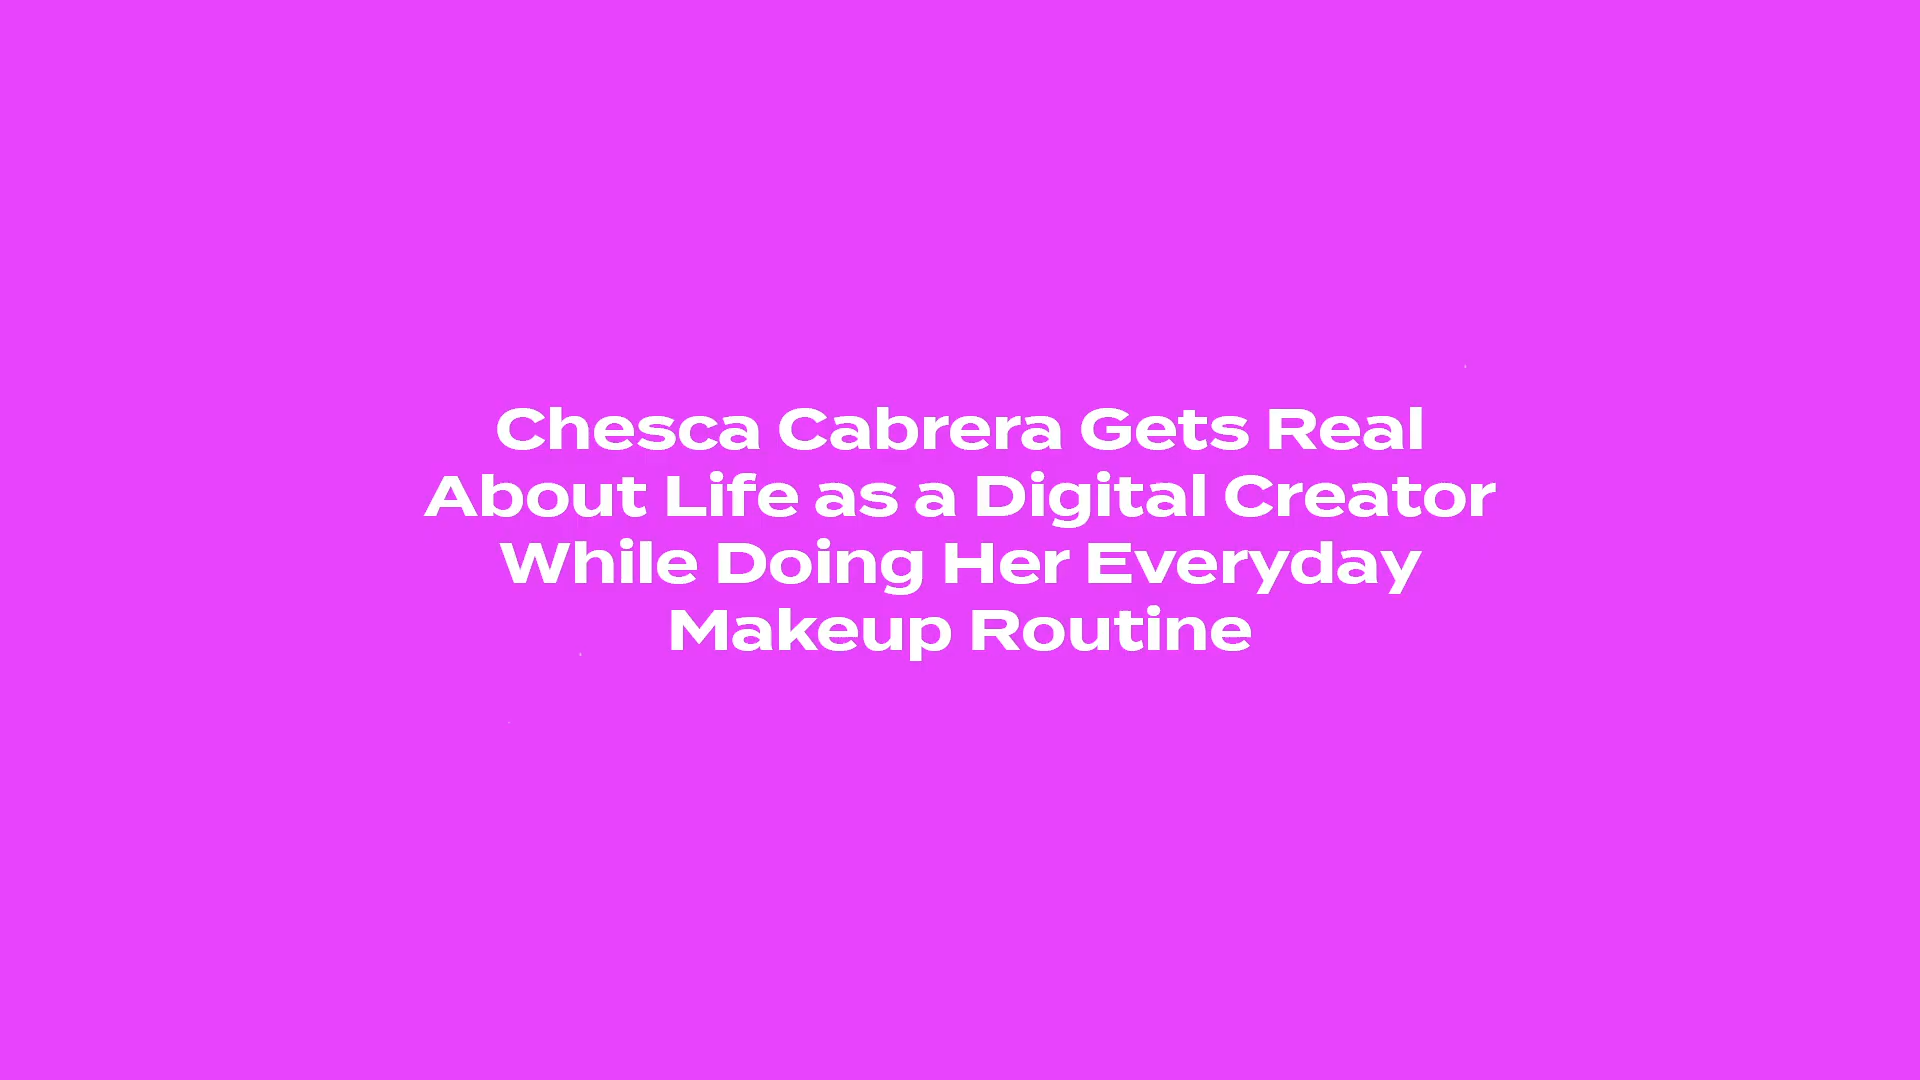 Chesca Cabrera Gets Real
About Life as a Digital Creator
While Doing Her Everyday
Makeup Routine